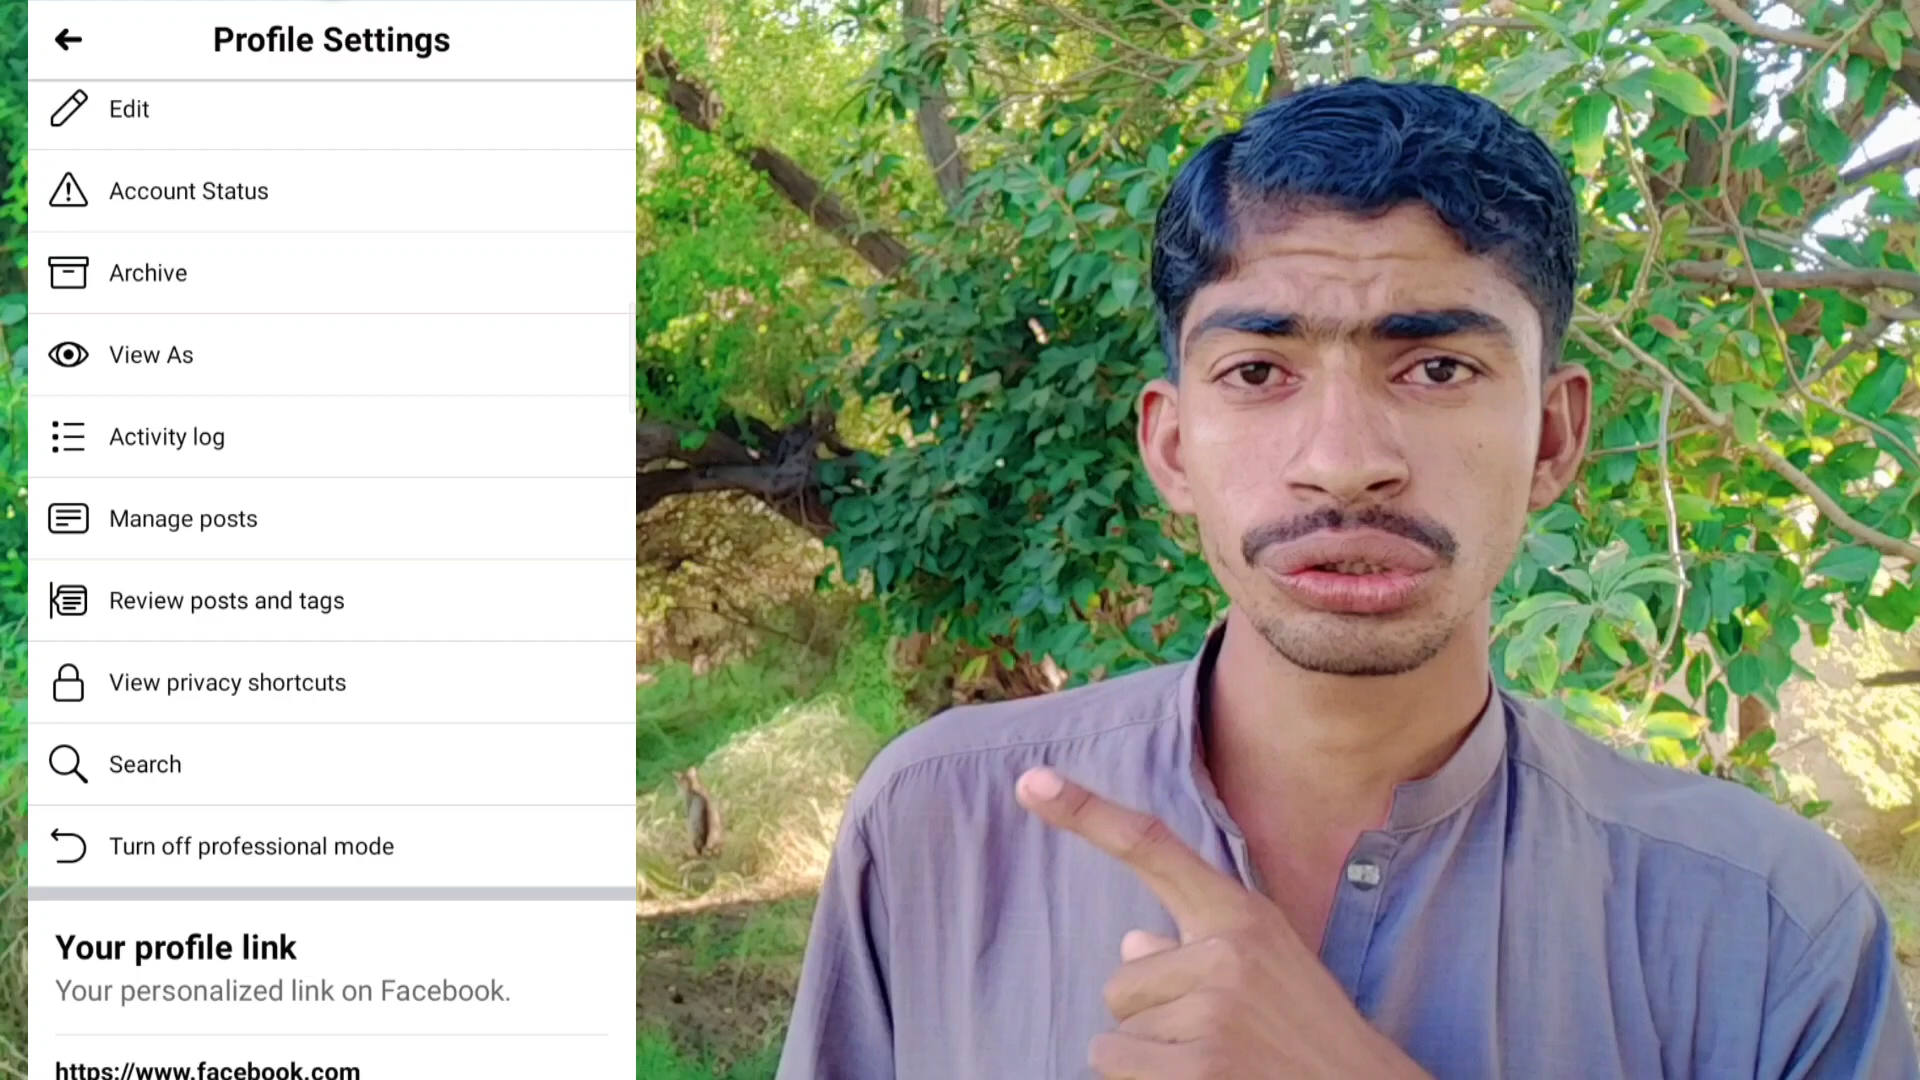 Profile Settings
Edit
Account Status
Archive
View As
Activity log
Manage posts
Review posts and tags
View privacy shortcuts
Search
Turn off professional mode
Your profile link
Your personalized link on Facebook.
https://www.facebook.com